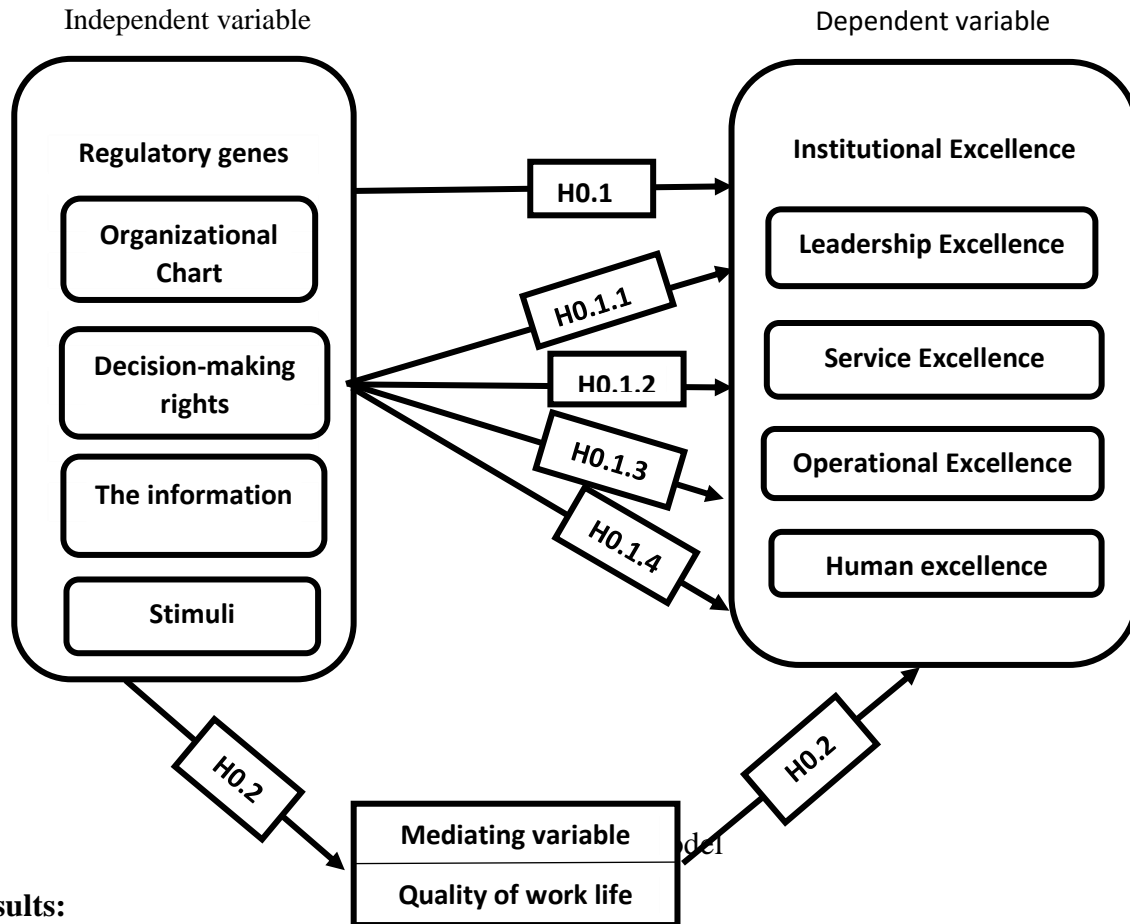 Independent variable
Dependent variable
Regulatory genes
Organizational
Chart
Decision-making
rights
The information
Stimuli
H0.1
H0.1.1
H0.1.2
H0.1.3
H0.1.4
Institutional Excellence
Leadership Excellence
Service Excellence
Operational Excellence
Human excellence
H0.2
H0.2
Mediating variable
Quality of work life